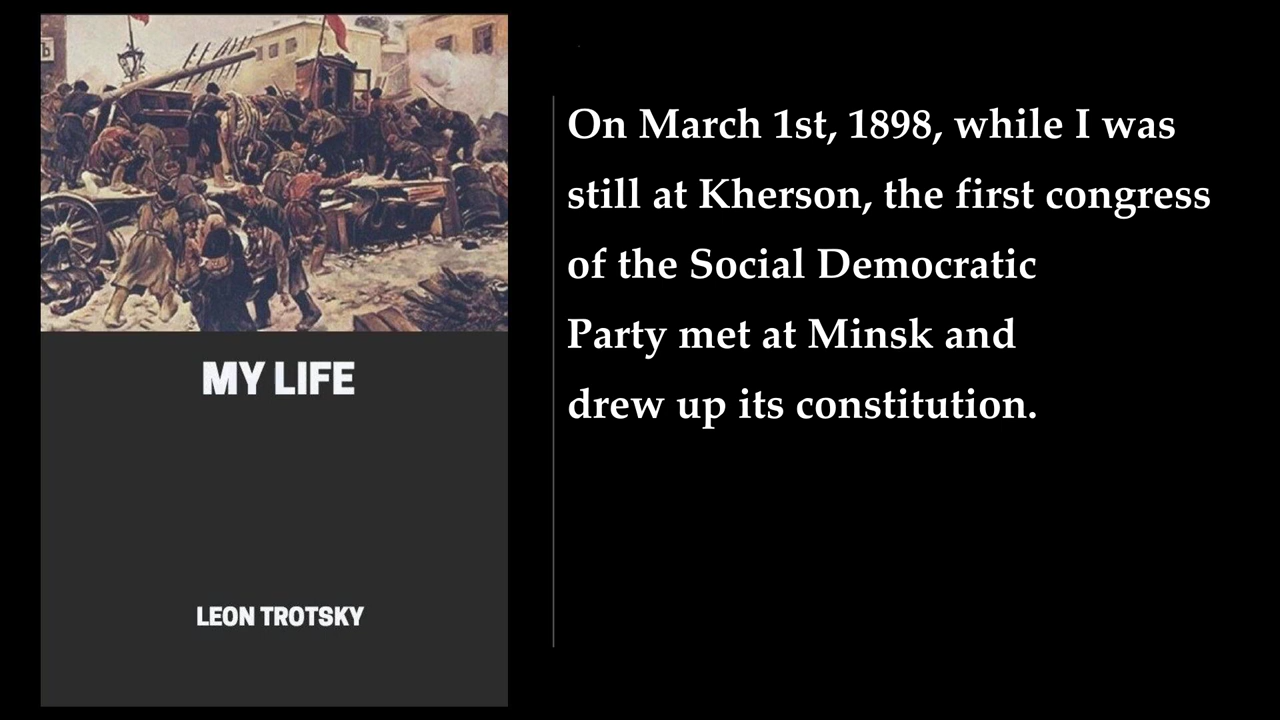 MY LIFE
LEON TROTSKY
On March 1st, 1898, while I was
still at Kherson, the first congress
of the Social Democratic
Party met at Minsk and
drew up its constitution.